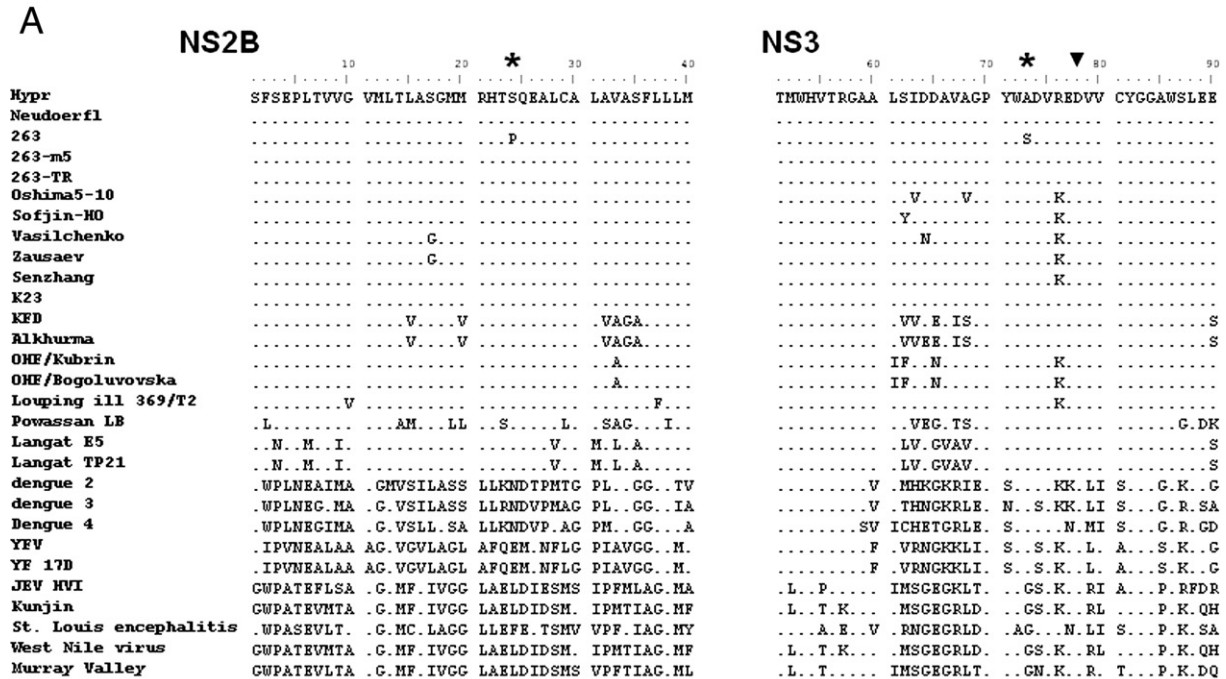 A
NS2B * NS3 * ▼
10 20 30 40 60 70 80 90
Hypr SFSEPLTVVG VMLTLASGMM RHTSQEALCA LAVASFLLLM TMWHVTRGAA LSIDDAVAGP YWADVREDVV CYGGAWSLEE
Neudoerfl .......... .......... .......... .......... .......... .......... .......... ..........
263 .......... .......... ...P...... .......... .......... .......... ..S....... ..........
263-m5 .......... .......... .......... .......... .......... .......... .......... ..........
263-TR .......... .......... .......... .......... .......... .......... .......... ..........
Oshima5-10 .......... .......... .......... .......... .......... ..V....V.. .....K.... ..........
Sofjin-HO .......... .......... .......... .......... .......... .Y........ .....K.... ..........
Vasilchenko .......... ......G... .......... .......... .......... ...N...... .....K.... ..........
Zausaev .......... ......G... .......... .......... .......... .......... .....K.... ..........
Senzhang .......... .......... .......... .......... .......... .......... .....K.... ..........
K23 .......... .......... .......... .......... .......... .......... .......... ..........
KFD .......... ....V....V .......... .VAGA..... .......... .VV.E.IS.. .......... .........S
Alkhurma .......... ....V....V .......... .VAGA..... .......... .VVEE.IS.. .......... .........S
OHF/Kubrin .......... .......... .......... ..A....... .......... IF..N..... .....K.... ..........
OHF/Bogoluvovska .......... .......... .......... ..A....... .......... IF..N..... .....K.... ..........
Louping ill 369/T2 .........V .......... .......... ......F... .......... .......... .....K.... ..........
Powassan LB .L........ ...AM...LL ..S.....L. .SAG...I.. .......... ..VEG.TS.. .......... .......G.DK
Langat E5 ..N..M..I. .......... .......V.. M.L.A..... .......... .LV.GVAV.. .......... .........S
Langat TP21 ..N..M..I. .......... .......V.. M.L.A..... .......... .LV.GVAV.. .......... .........S
dengue 2 .WPLNEAIMA .GMVSILASS LLKNDTPMTG PL..GG..TV .........V .MHKGKRIE. S....KK.LI S...G.K..G
dengue 3 .WPLNEG.MA .G.VSILASS LLRNDVPMAG PL..GG..IA .........V .THNGKRLE. N..S.KK.LI S...G.R.SA
Dengue 4 .WPLNEGIMA .G.VSLL.SA LLKNDVP.AG PM..GG...A ........SV ICHETGRLE. S......N.MI S...G...GD
YFV .IPVNEALAA AG.VGVLAGL AFQEM.NFLG PIAVGG..M. .........F .VRNGKKLI. S..S.K..L. A...S.K..G
YF 17D .IPVNEALAA AG.VGVLAGL AFQEM.NFLG PIAVGG..M. .........F .VRNGKKLI. S..S.K..L. A...S.K..G
JEV HVI GWPATEFLSA .G.MF.IVGG LAELDIESMS IPFMLAG.MA .L..P..... IMSGEGKLT. ..GS.K..RI A...P.RFDR
Kunjin GWPATEVMTA .G.MF.IVGG LAELDIDSM. IPMTIAG.MF .L..T.K... .MSGEGRLD. ..GS.K..RL ....P.K.QH
St. Louis encephalitis .WPASEVLT. .G.MC.LAGG LLEFE.TSMV VPF.IAG.MY ....A.E..V .RNGEGRLD. .AG...N.LI S...P.K.SA
West Nile virus GWPATEVMTA .G.MF.IVGG LAELDIDSM. IPMTIAG.MF .L..T.K... .MSGEGRLD. ..GS.K..RL ....P.K.QH
Murray Valley GWPATEVLTA .G.MF.IVGG LAELDIDSMS VPFTIAG.ML .L..T..... IMSGEGRLD. ..GN.K..R. T...P.K.DQ